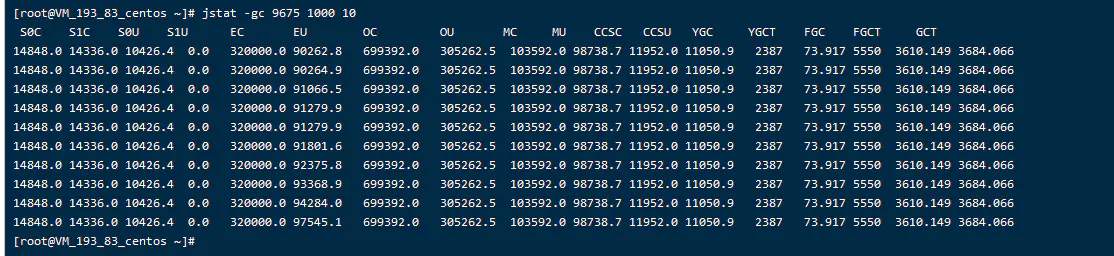 [root@VM_193_83_centos ~]# jstat -gc 9675 1000 10
S0C S1C S0U S1U EC EU OC OU MC MU CCSC CCSU YGC YGCT FGC FGCT GCT
14848.0 14336.0 10426.4 0.0 320000.0 90262.8 699392.0 305262.5 103592.0 98738.7 11952.0 11050.9 2387 73.917 5550 3610.149 3684.066
14848.0 14336.0 10426.4 0.0 320000.0 90264.9 699392.0 305262.5 103592.0 98738.7 11952.0 11050.9 2387 73.917 5550 3610.149 3684.066
14848.0 14336.0 10426.4 0.0 320000.0 91066.5 699392.0 305262.5 103592.0 98738.7 11952.0 11050.9 2387 73.917 5550 3610.149 3684.066
14848.0 14336.0 10426.4 0.0 320000.0 91279.9 699392.0 305262.5 103592.0 98738.7 11952.0 11050.9 2387 73.917 5550 3610.149 3684.066
14848.0 14336.0 10426.4 0.0 320000.0 91279.9 699392.0 305262.5 103592.0 98738.7 11952.0 11050.9 2387 73.917 5550 3610.149 3684.066
14848.0 14336.0 10426.4 0.0 320000.0 91801.6 699392.0 305262.5 103592.0 98738.7 11952.0 11050.9 2387 73.917 5550 3610.149 3684.066
14848.0 14336.0 10426.4 0.0 320000.0 92375.8 699392.0 305262.5 103592.0 98738.7 11952.0 11050.9 2387 73.917 5550 3610.149 3684.066
14848.0 14336.0 10426.4 0.0 320000.0 93368.9 699392.0 305262.5 103592.0 98738.7 11952.0 11050.9 2387 73.917 5550 3610.149 3684.066
14848.0 14336.0 10426.4 0.0 320000.0 94284.0 699392.0 305262.5 103592.0 98738.7 11952.0 11050.9 2387 73.917 5550 3610.149 3684.066
14848.0 14336.0 10426.4 0.0 320000.0 97545.1 699392.0 305262.5 103592.0 98738.7 11952.0 11050.9 2387 73.917 5550 3610.149 3684.066
[root@VM_193_83_centos ~]#